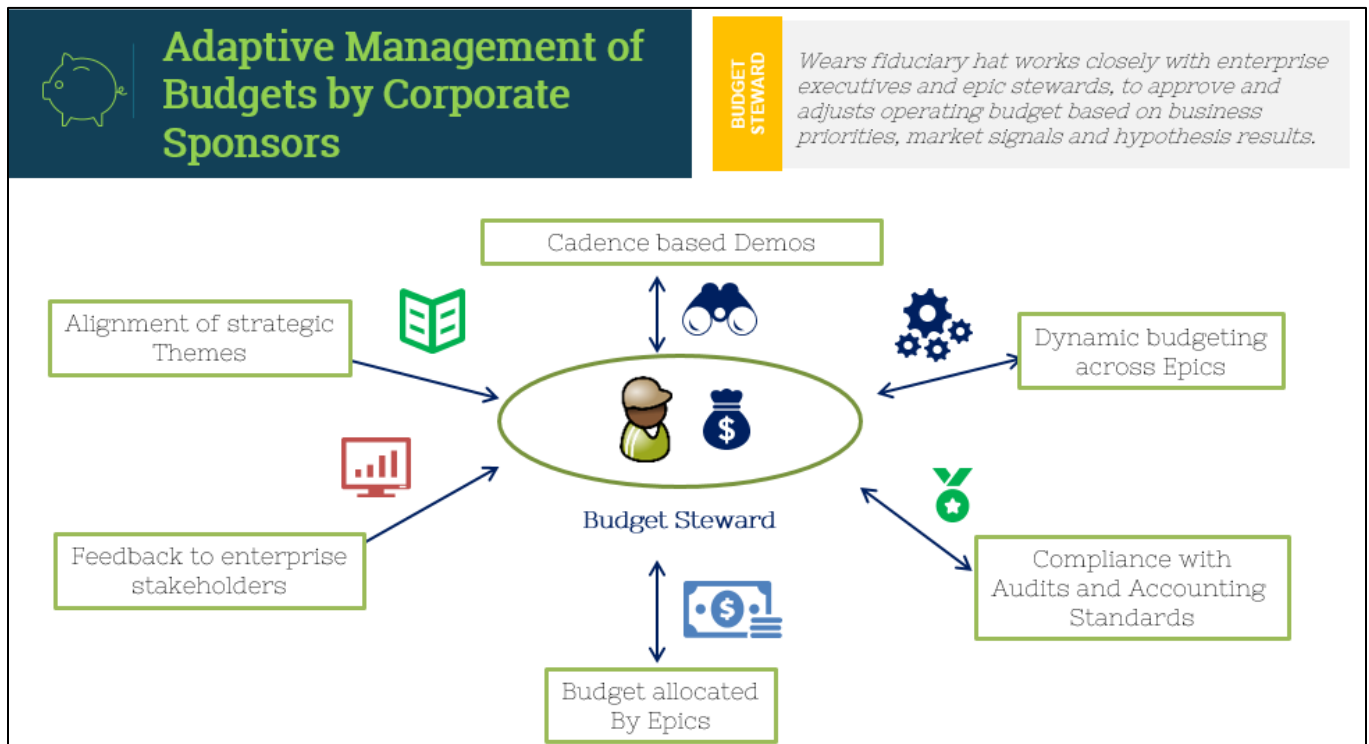 Adaptive Management of
Budgets by Corporate
Sponsors
BUDGET
STEWARD
Wears fiduciary hat works closely with enterprise
executives and epic stewards, to approve and
adjusts operating budget based on business
priorities, market signals and hypothesis results.
Cadence based Demos
Alignment of strategic
Themes
Dynamic budgeting
across Epics
$
Budget Steward
Feedback to enterprise
stakeholders
Compliance with
Audits and Accounting
Standards
$
Budget allocated
By Epics